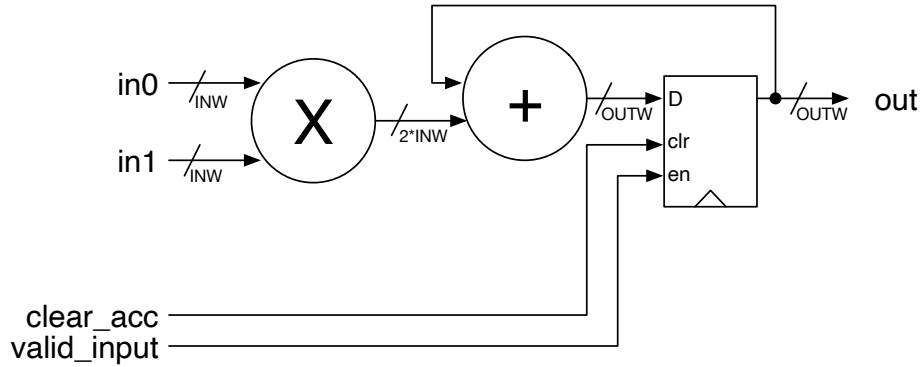 in0
INW
in1
INW
X
2*INW
+
OUTW
D
clr
en
OUTW
out
clear_acc
valid_input